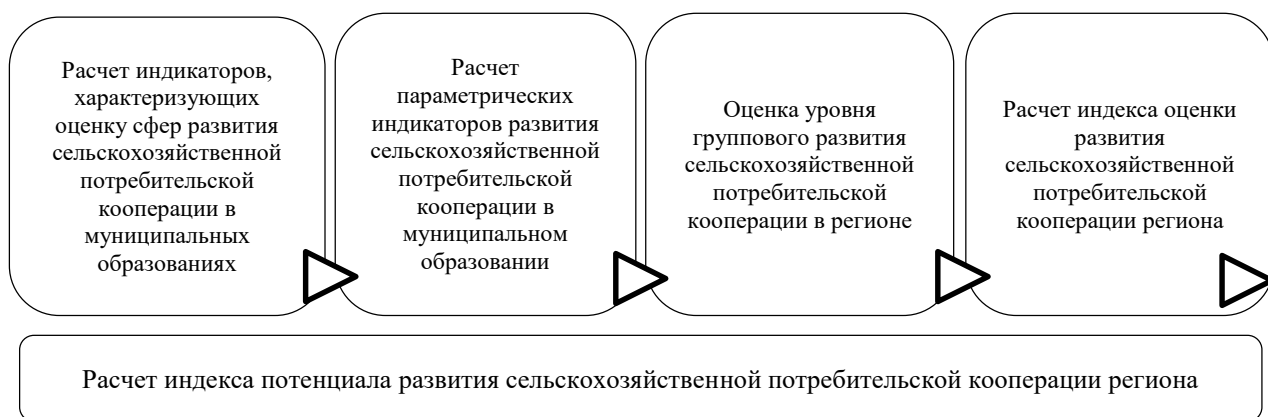 Расчет индикаторов,
характеризующих
оценку сфер развития
сельскохозяйственной
потребительской
кооперации в
муниципальных
образованиях
Расчет
параметрических
индикаторов развития
сельскохозяйственной
потребительской
кооперации в
муниципальном
образовании
Оценка уровня
группового развития
сельскохозяйственной
потребительской
кооперации в регионе
Расчет индекса оценки
развития
сельскохозяйственной
потребительской
кооперации региона
Расчет индекса потенциала развития сельскохозяйственной потребительской кооперации региона